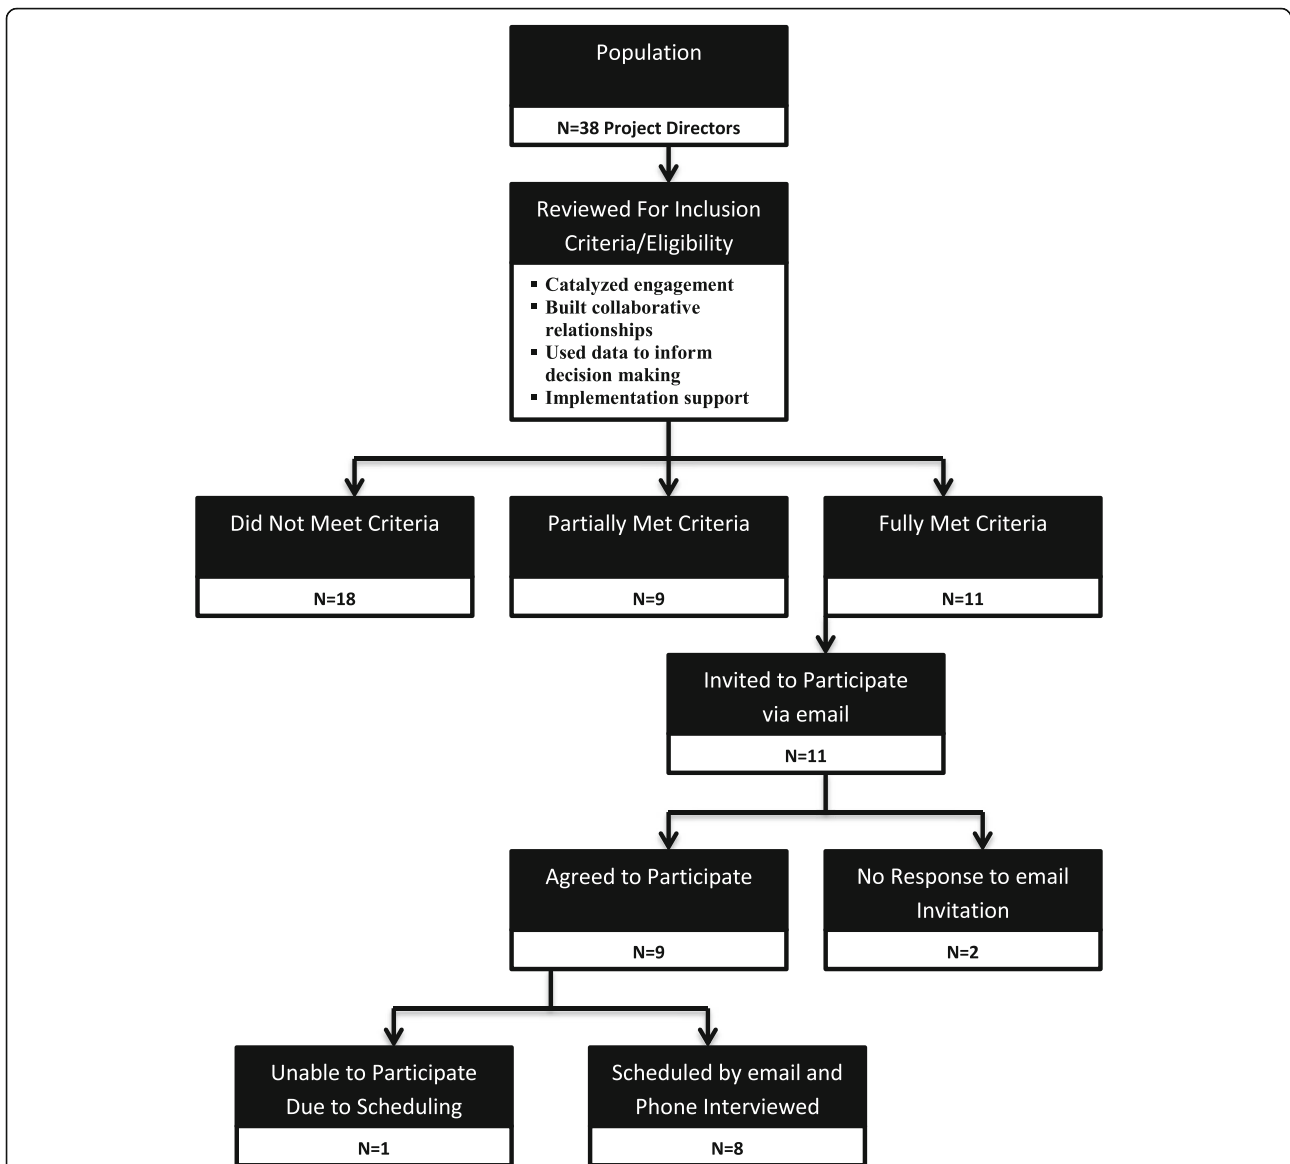 Population
N=38 Project Directors
Reviewed For Inclusion
Criteria/Eligibility
▪ Catalyzed engagement
▪ Built collaborative
relationships
▪ Used data to inform
decision making
▪ Implementation support
Did Not Meet Criteria
N=18
Partially Met Criteria
N=9
Fully Met Criteria
N=11
Invited to Participate
via email
N=11
Agreed to Participate
N=9
No Response to email
Invitation
N=2
Unable to Participate
Due to Scheduling
N=1
Scheduled by email and
Phone Interviewed
N=8